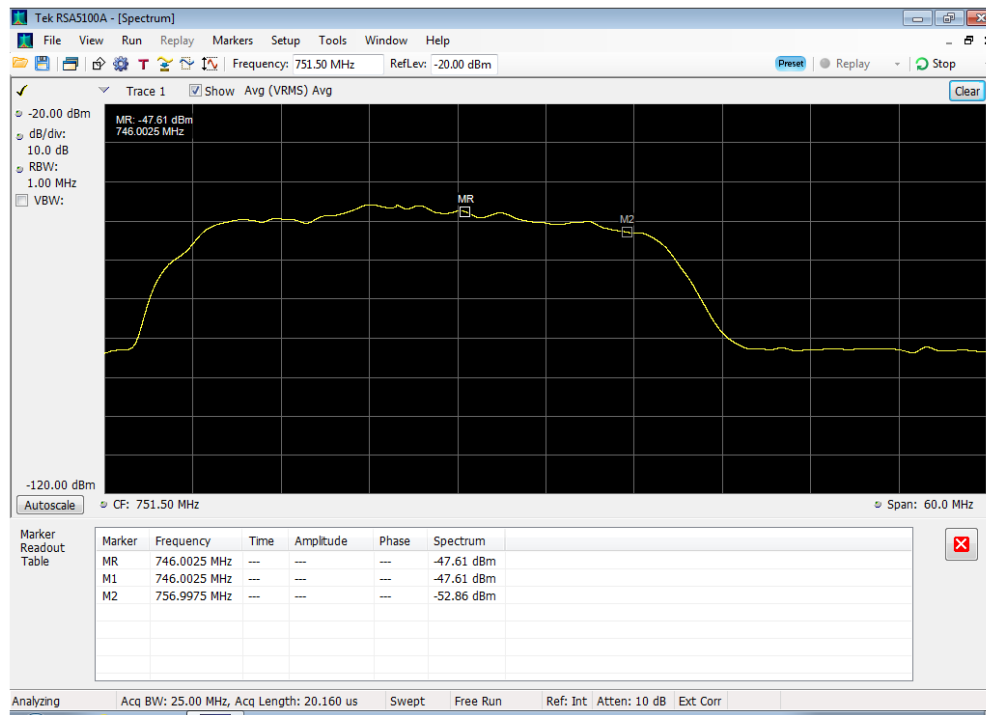 Tek RSA5100A - [Spectrum]
File View Run Replay Markers Setup Tools Window Help
T Frequency: 751.50 MHz RefLev: -20.00 dBm Preset Replay Stop
Trace 1 Show Avg (VRMS) Avg Clear
-20.00 dBm
dB/div:
10.0 dB
RBW:
1.00 MHz
VBW:
MR: -47.61 dBm
746.0025 MHz
MR
M2
-120.00 dBm
Autoscale CF: 751.50 MHz Span: 60.0 MHz
Marker
Readout
Table
Marker Frequency Time Amplitude Phase Spectrum
MR 746.0025 MHz --- --- --- -47.61 dBm
M1 746.0025 MHz --- --- --- -47.61 dBm
M2 756.9975 MHz --- --- --- -52.86 dBm
Analyzing Acq BW: 25.00 MHz, Acq Length: 20.160 us Swept Free Run Ref: Int Atten: 10 dB Ext Corr